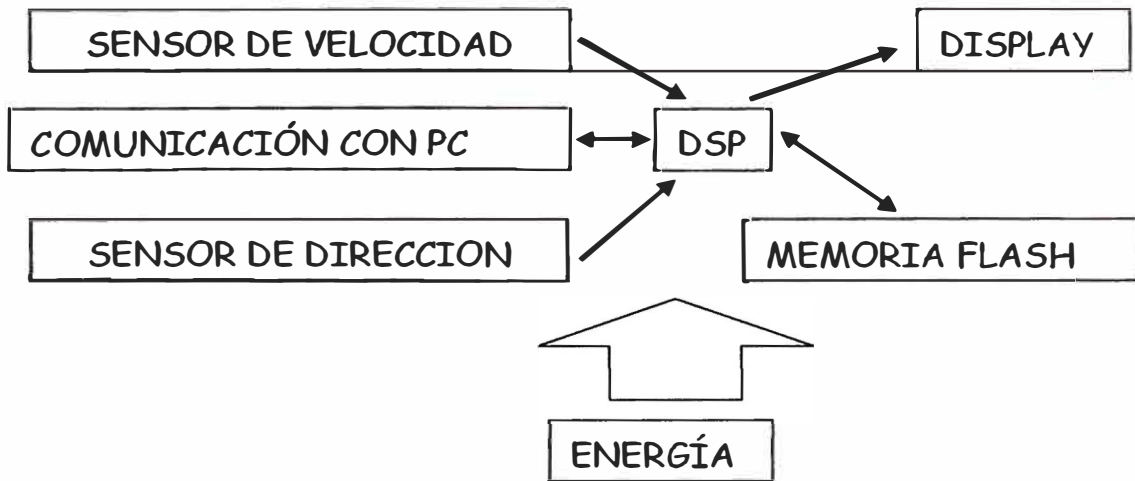 SENSOR DE VELOCIDAD
DISPLAY
COMUNICACIÓN CON PC
DSP
SENSOR DE DIRECCION
MEMORIA FLASH
ENERGÍA